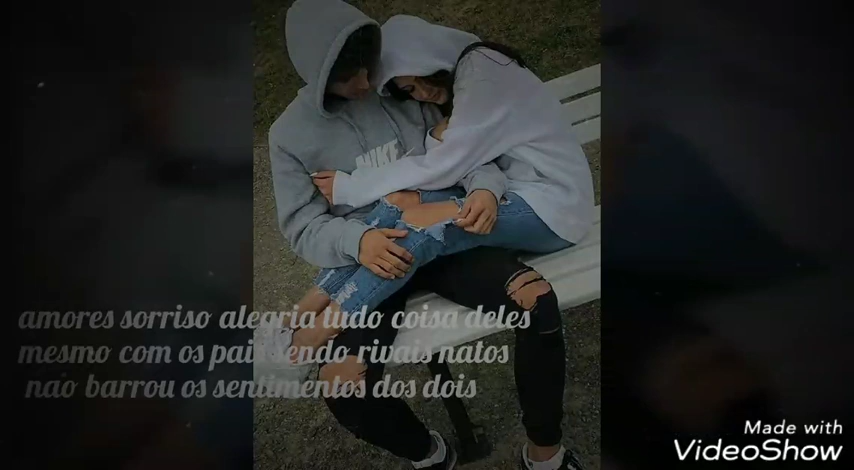 NIKE
amores sorriso alegria tudo coisa deles
mesmo com os pais sendo rivais natos
não barrou os sentimentos dos dois
Made with
VideoShow